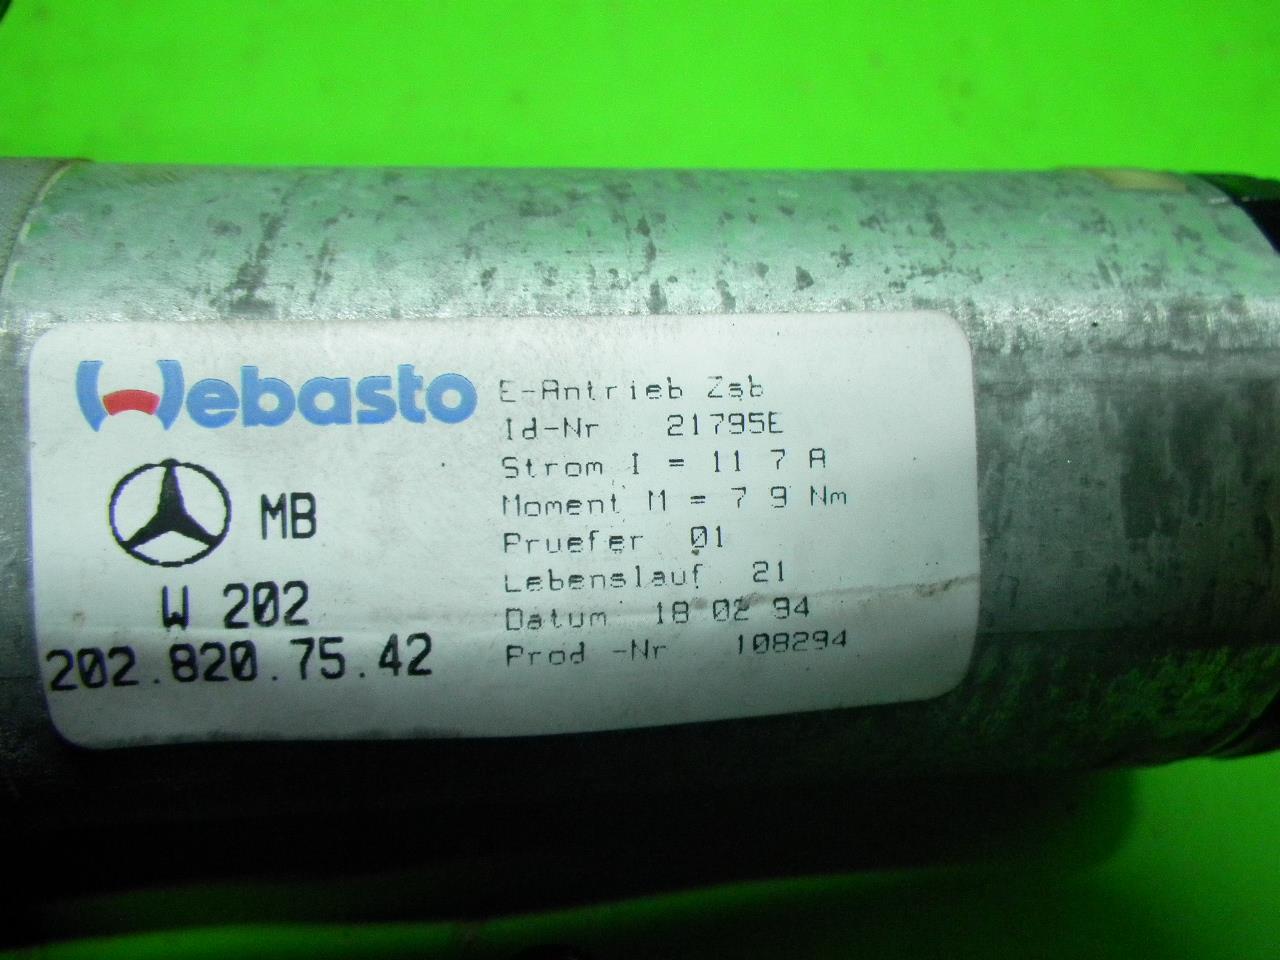 Webasto
MB
W 202
202.820.75.42
E-Antrieb Zsb
Id-Nr 21795E
Strom I = 11 7 A
Moment M = 7 9 Nm
Pruefer 01
Lebenslauf 21
Datum 18 02 94
Prod -Nr 108294